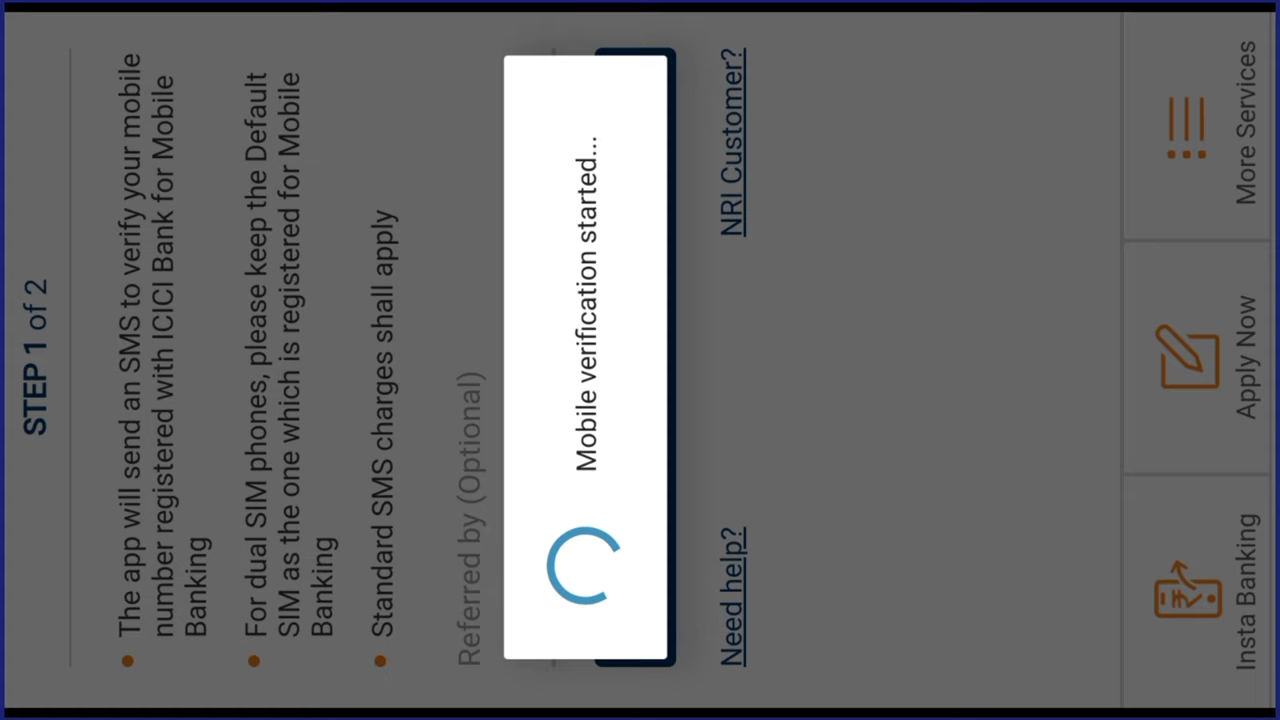 STEP 1 of 2
The app will send an SMS to verify your mobile
number registered with ICICI Bank for Mobile
Banking
For dual SIM phones, please keep the Default
SIM as the one which is registered for Mobile
Banking
Standard SMS charges shall apply
Referred by (Optional)
Mobile verification started...
Need help?
NRI Customer?
Insta Banking
Apply Now
More Services